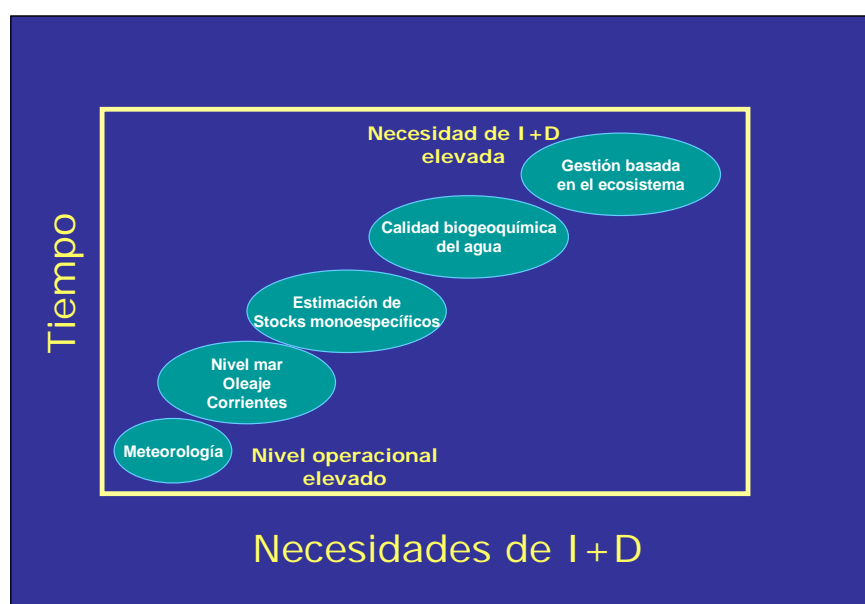 Necesidad de I+D
elevada
Gestión basada
en el ecosistema
Calidad biogeoquímica
del agua
Estimación de
Stocks monoespecíficos
Nivel mar
Oleaje
Corrientes
Meteorología
Nivel operacional
elevado
Tiempo
Necesidades de I+D